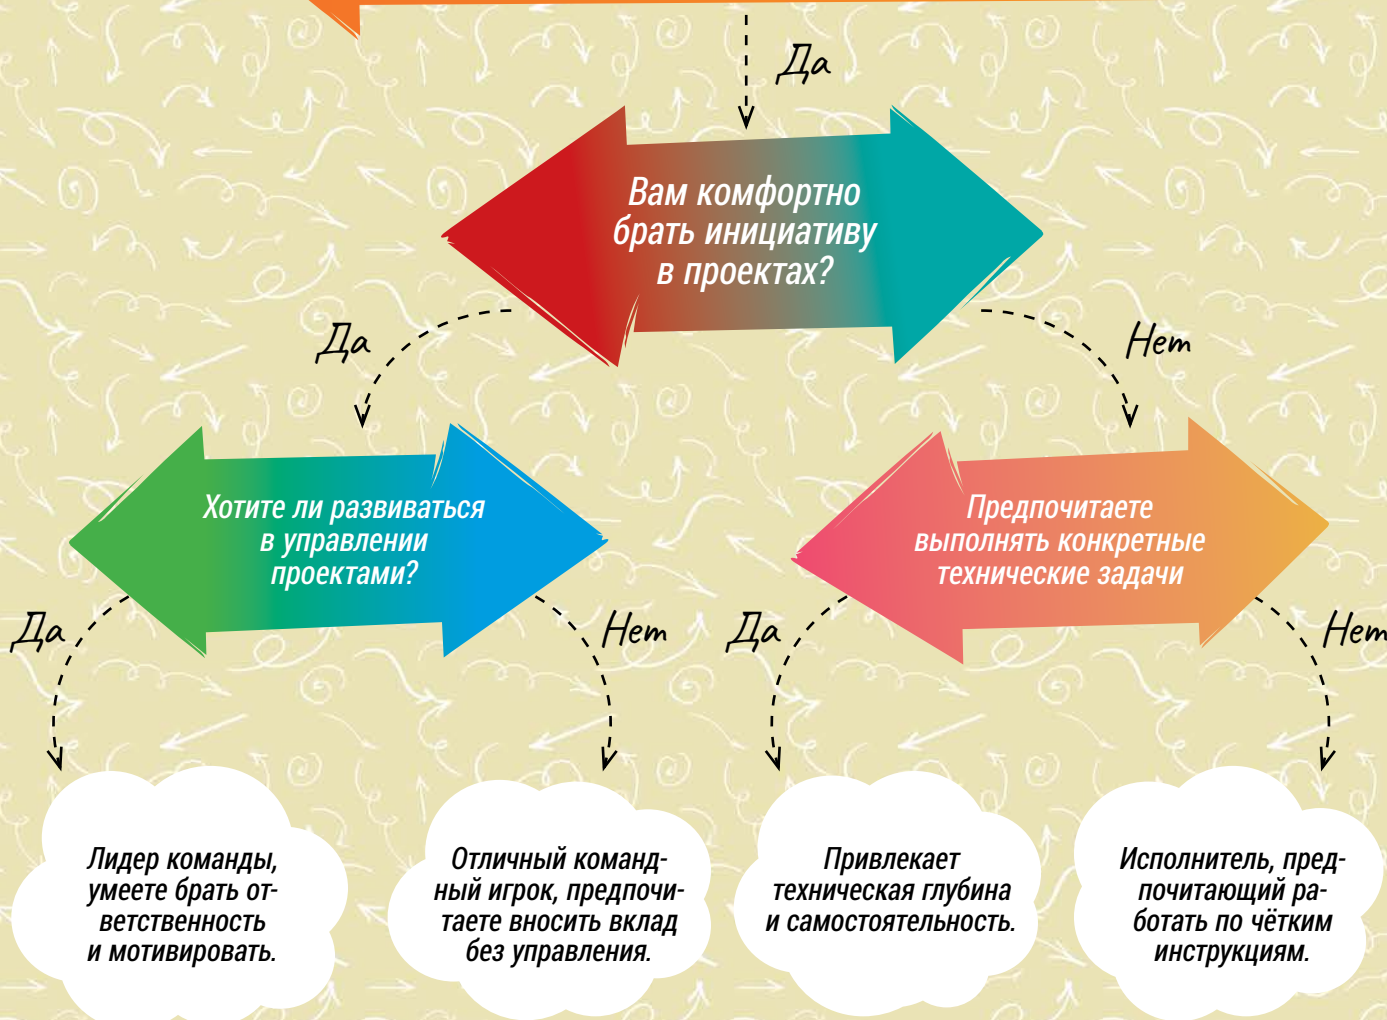 Да
Вам комфортно
брать инициативу
в проектах?
Да
Нет
Хотите ли развиваться
в управлении
проектами?
Предпочитаете
выполнять конкретные
технические задачи
Да
Нет
Да
Нет
Лидер команды,
умеете брать от-
ветственность
и мотивировать.
Отличный команд-
ный игрок, предпочи-
таете вносить вклад
без управления.
Привлекает
техническая глубина
и самостоятельность.
Исполнитель, пред-
почитающий ра-
ботать по чётким
инструкциям.